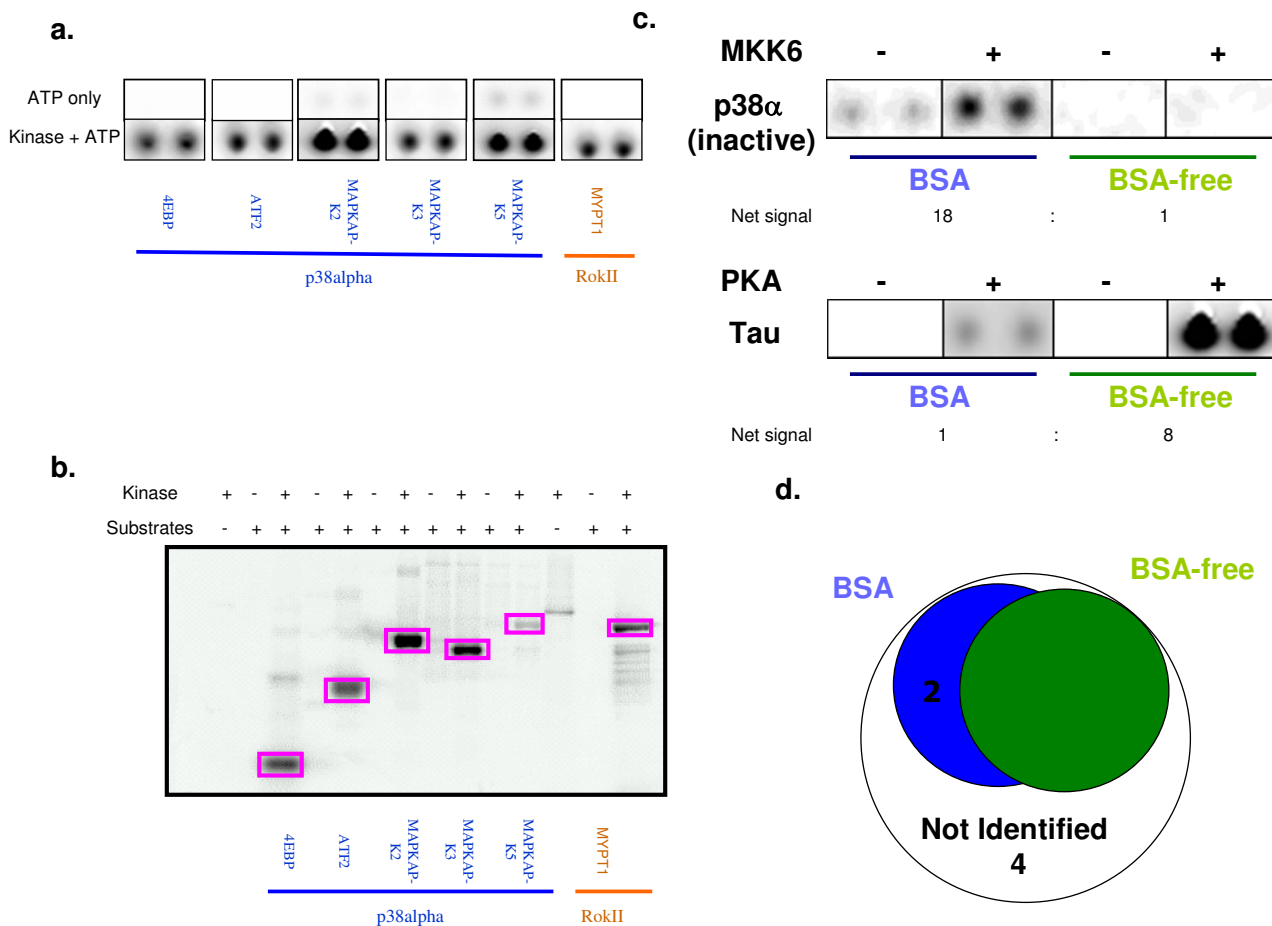 a.
ATP only
Kinase + ATP
4EBP
ATF2
MAPKAP-
K2
MAPKAP-
K3
MAPKAP-
K5
MYPT1
p38alpha
RokII
b.
Kinase + - + - + - + - + - + + - +
Substrates - + + + + + + + + + + - + +
4EBP
ATF2
MAPKAP-
K2
MAPKAP-
K3
MAPKAP-
K5
MYPT1
p38alpha
RokII
c.
MKK6 - + - +
p38α
(inactive)
BSA BSA-free
Net signal 18 : 1
PKA - + - +
Tau
BSA BSA-free
Net signal 1 : 8
d.
BSA BSA-free
2
Not Identified
4